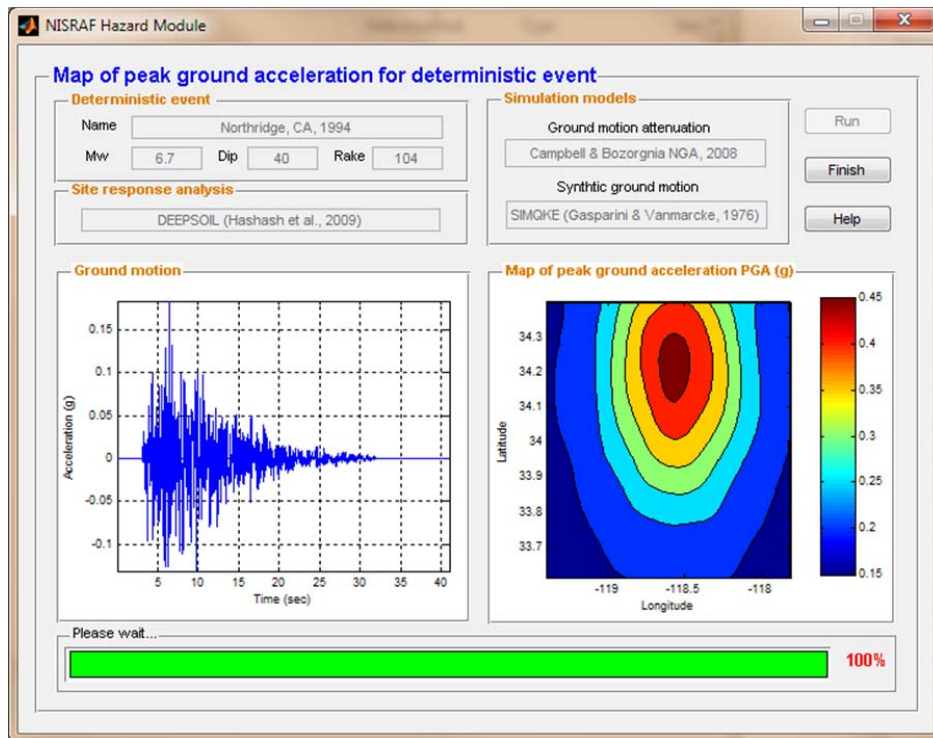 NISRAF Hazard Module
Map of peak ground acceleration for deterministic event
Deterministic event
Name Northridge, CA, 1994
Mw 6.7 Dip 40 Rake 104
Site response analysis
DEEPSOIL (Hashash et al., 2009)
Simulation models
Ground motion attenuation
Campbell & Bozorgnia NGA, 2008
Synthtic ground motion
SIMQKE (Gasparini & Vanmarcke, 1976)
Run
Finish
Help
Ground motion
0.15
0.1
0.05
0
-0.05
-0.1
Acceleration (g)
5 10 15 20 25 30 35 40
Time (sec)
Map of peak ground acceleration PGA (g)
34.3
34.2
34.1
34
33.9
33.8
33.7
Latitude
-119 -118.5 -118
Longitude
0.45
0.4
0.35
0.3
0.25
0.2
0.15
Please wait...
100%